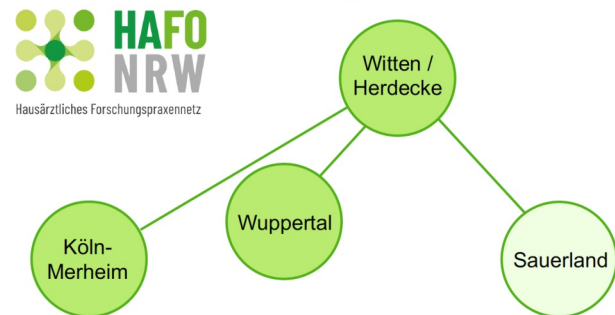 HAFO
NRW
Hausärztliches Forschungspraxennetz
Witten /
Herdecke
Wuppertal
Köln-
Merheim
Sauerland